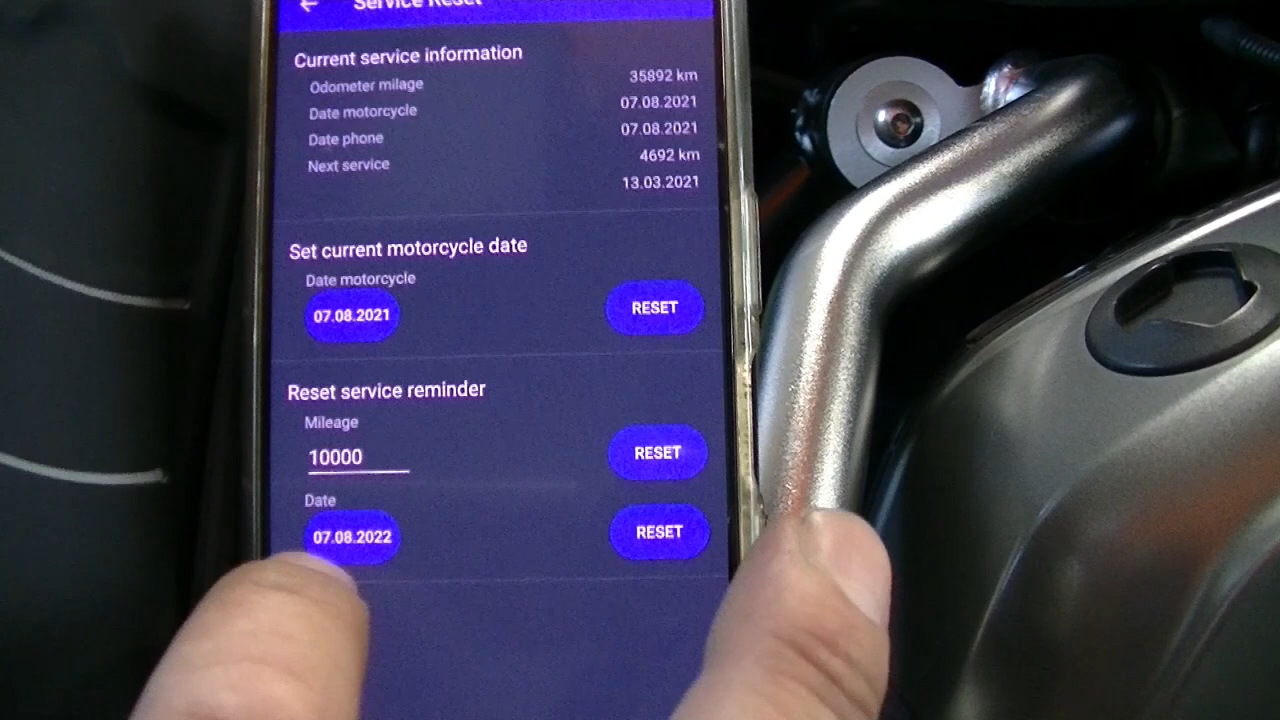 Service Reset
Current service information
Odometer milage 35892 km
Date motorcycle 07.08.2021
Date phone 07.08.2021
Next service 4692 km
13.03.2021
Set current motorcycle date
Date motorcycle
07.08.2021 RESET
Reset service reminder
Mileage
10000 RESET
Date
07.08.2022 RESET